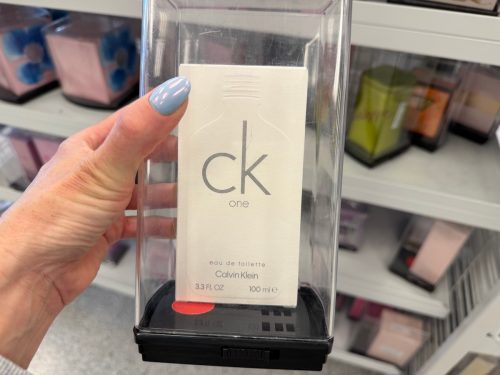 ck
one
eau de toilette
Calvin Klein
3.3 FL OZ 100 ml ℮